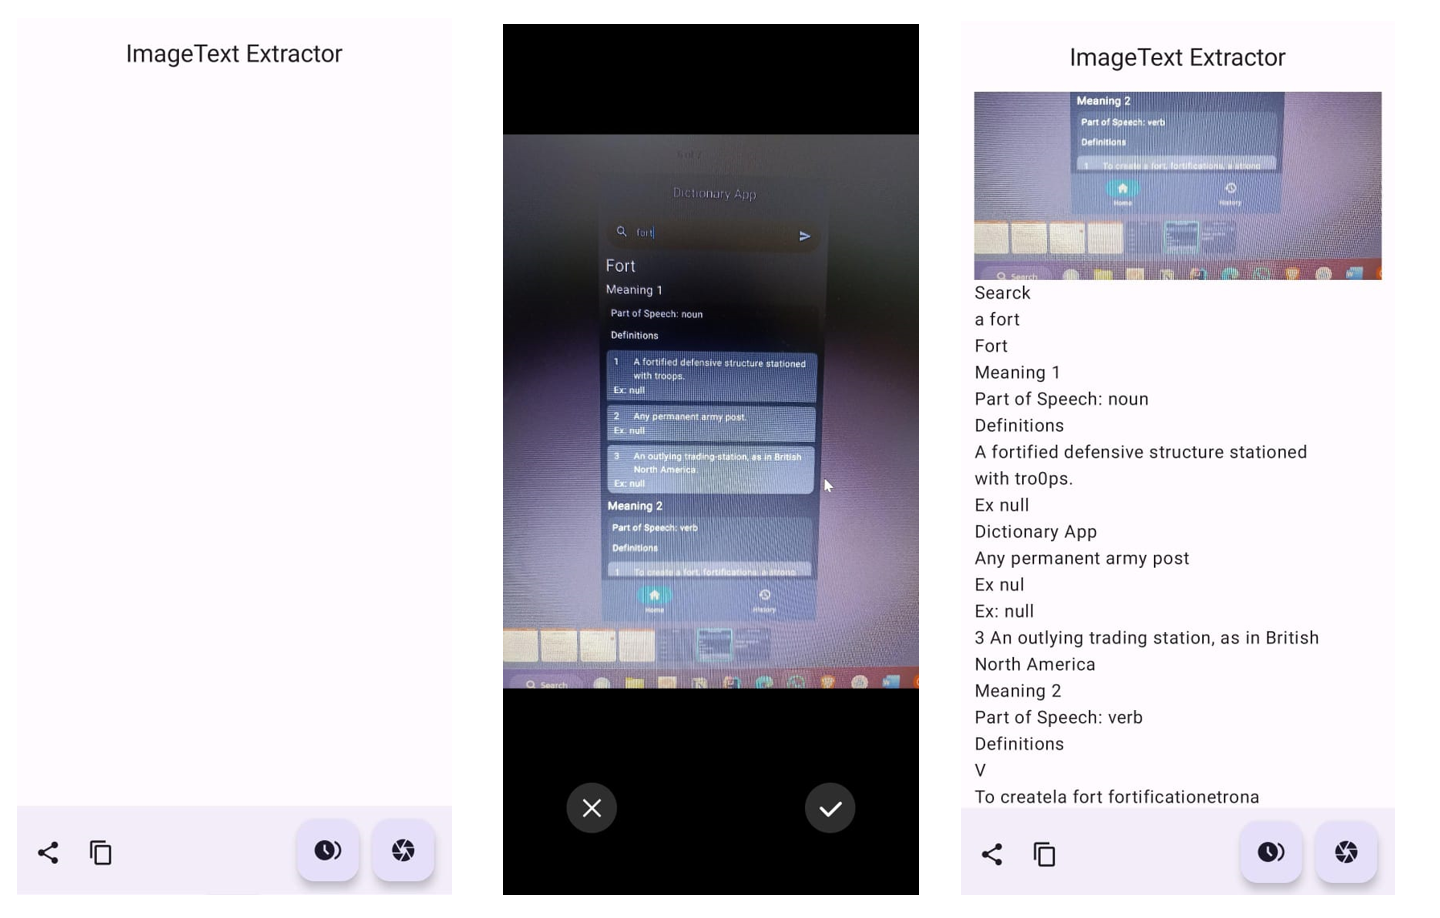 ImageText Extractor
Dictionary App
fort
Fort
Meaning 1
Part of Speech: noun
Definitions
1 A fortified defensive structure stationed
with troops.
Ex: null
2 Any permanent army post.
Ex: null
3 An outlying trading-station, as in British
North America.
Ex: null
Meaning 2
Part of Speech: verb
Definitions
1 To create a fort, fortifications, a strong
Home
History
Search
ImageText Extractor
Meaning 2
Part of Speech: verb
Definitions
1 To create a fort, fortifications, a strong
Home
History
Search
Searck
a fort
Fort
Meaning 1
Part of Speech: noun
Definitions
A fortified defensive structure stationed
with tro0ps.
Ex null
Dictionary App
Any permanent army post
Ex nul
Ex: null
3 An outlying trading station, as in British
North America
Meaning 2
Part of Speech: verb
Definitions
V
To createla fort fortificationetrona